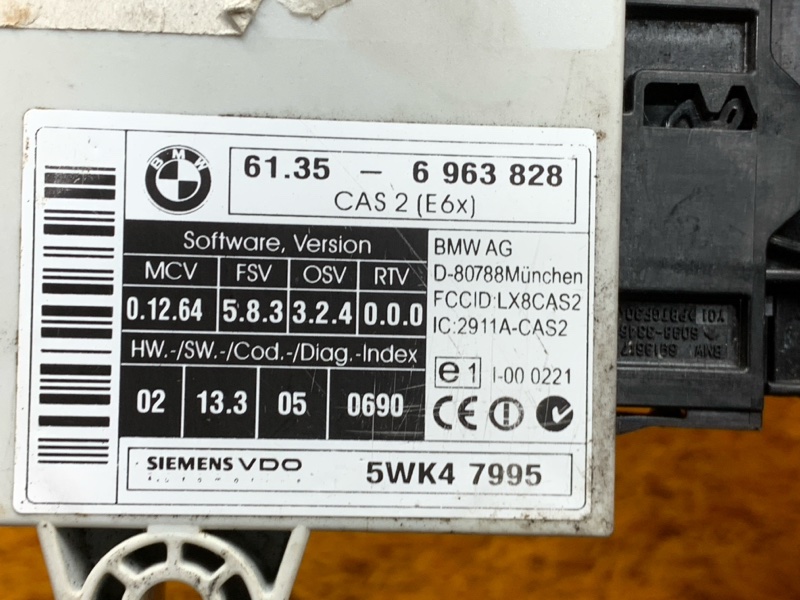 BMW
61.35 - 6 963 828
CAS 2 (E6x)
Software, Version
MCV FSV OSV RTV
0.12.64 5.8.3 3.2.4 0.0.0
HW.-/SW.-/Cod.-/Diag.-Index
02 13.3 05 0690
BMW AG
D-80788München
FCCID:LX8CAS2
IC:2911A-CAS2
e1 I-00 0221
CE
SIEMENS VDO
5WK4 7995